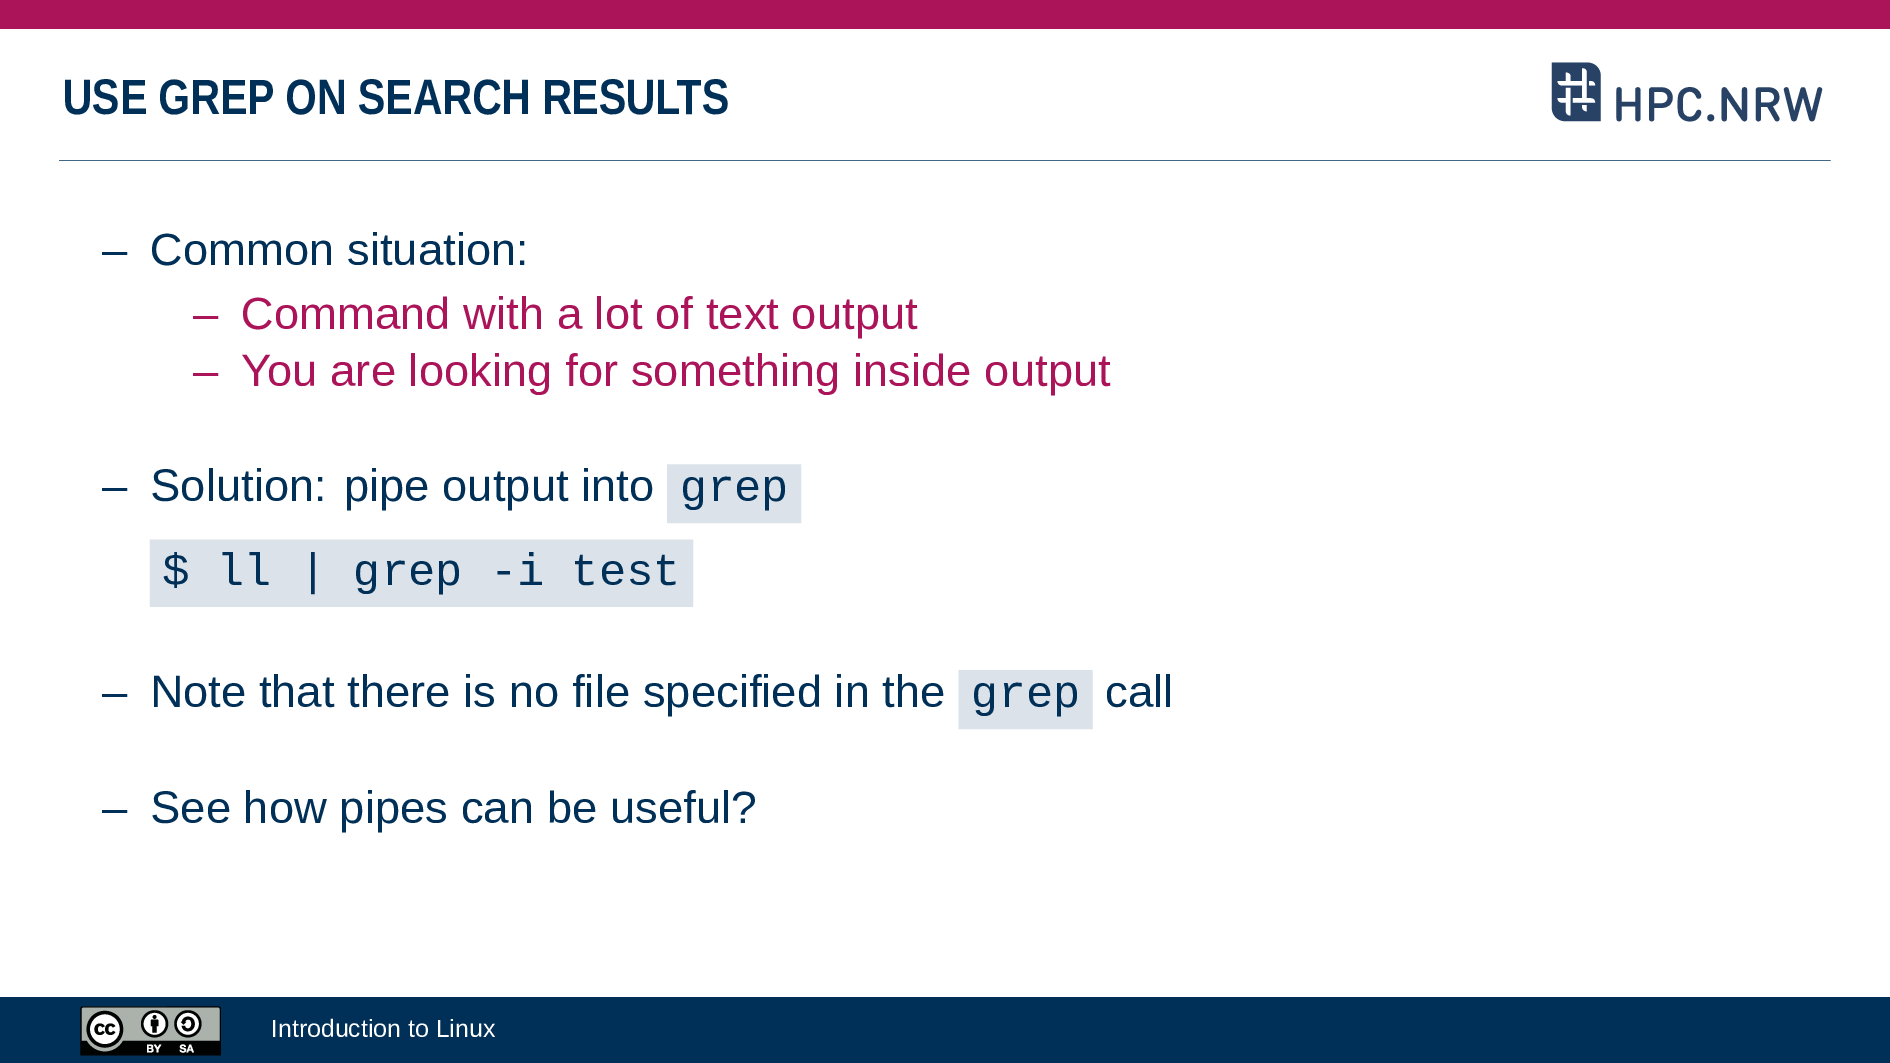 USE GREP ON SEARCH RESULTS
HPC.NRW
– Common situation:
– Command with a lot of text output
– You are looking for something inside output
– Solution: pipe output into grep
$ ll | grep -i test
– Note that there is no file specified in the grep call
– See how pipes can be useful?
cc BY SA
Introduction to Linux